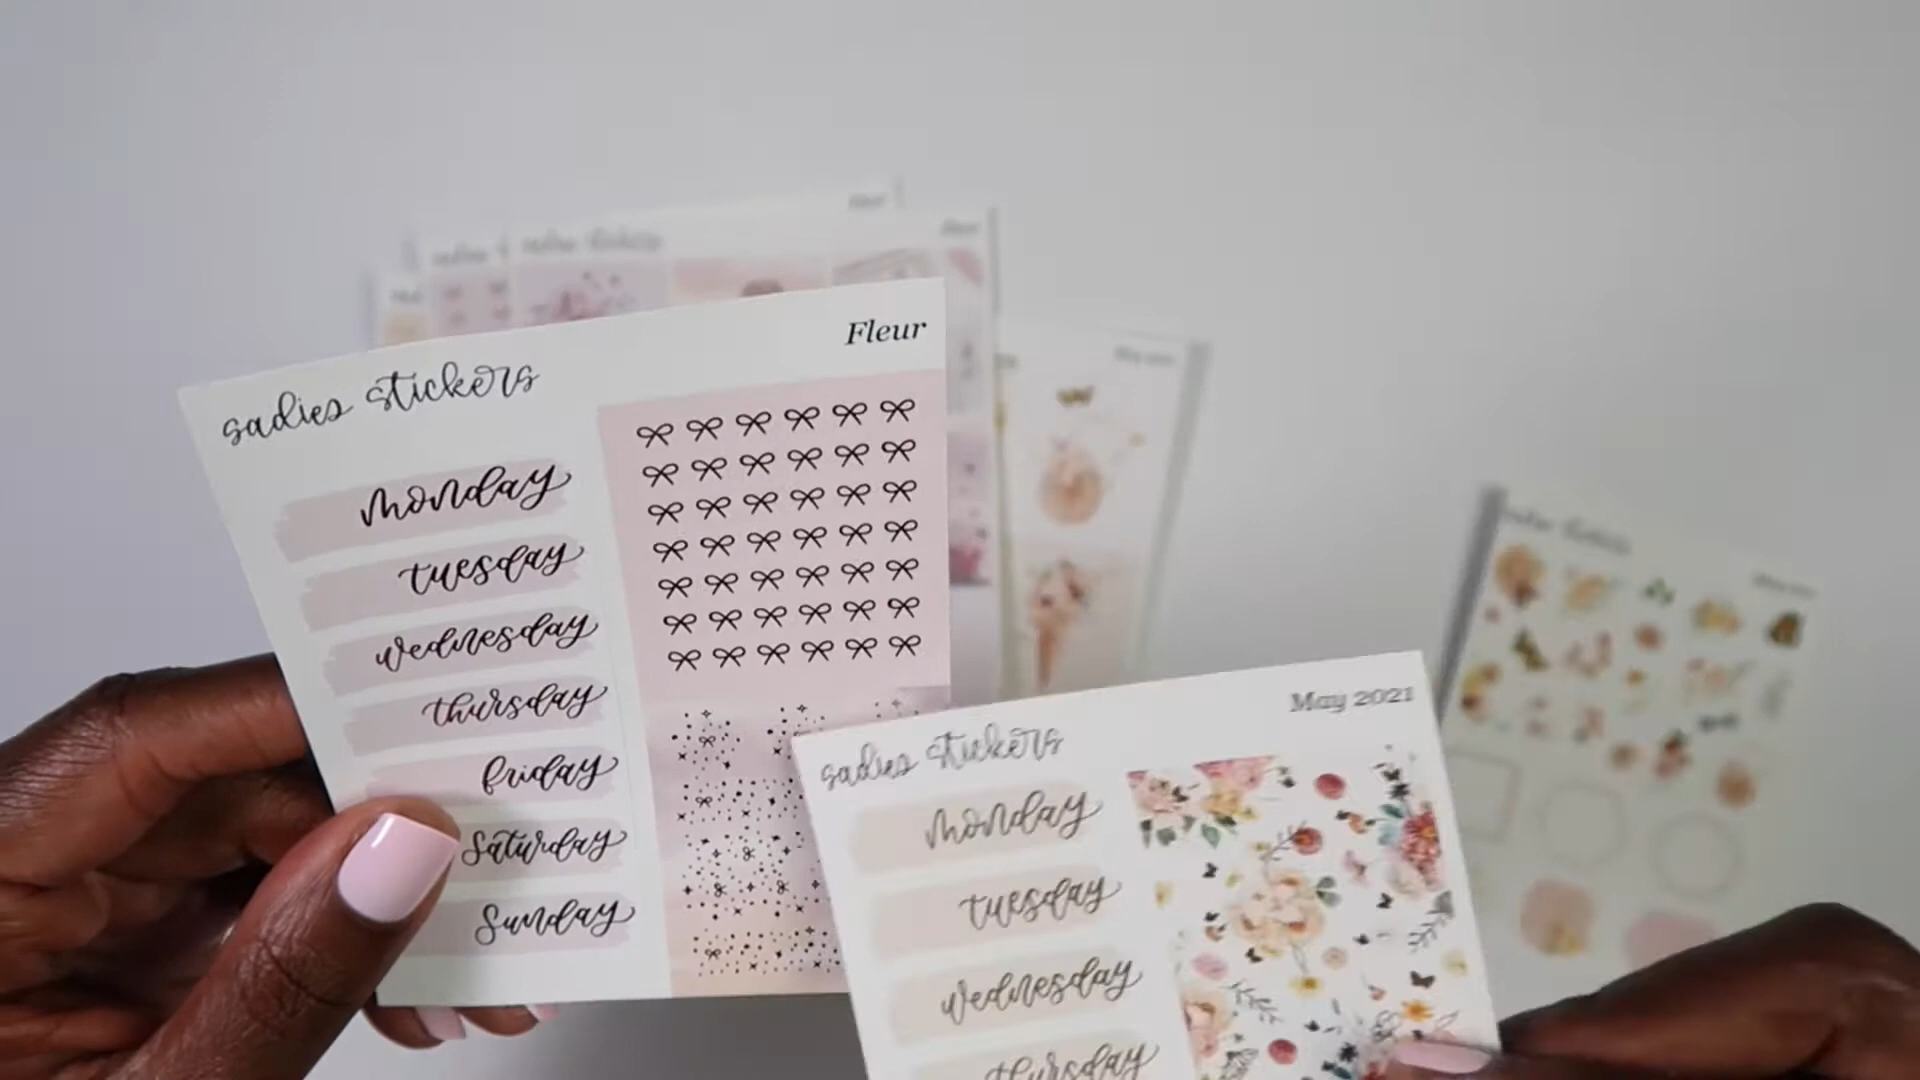 Fleur
sadies stickers
monday
tuesday
wednesday
thursday
friday
saturday
sunday
May 2021
sadies stickers
monday
tuesday
wednesday
thursday